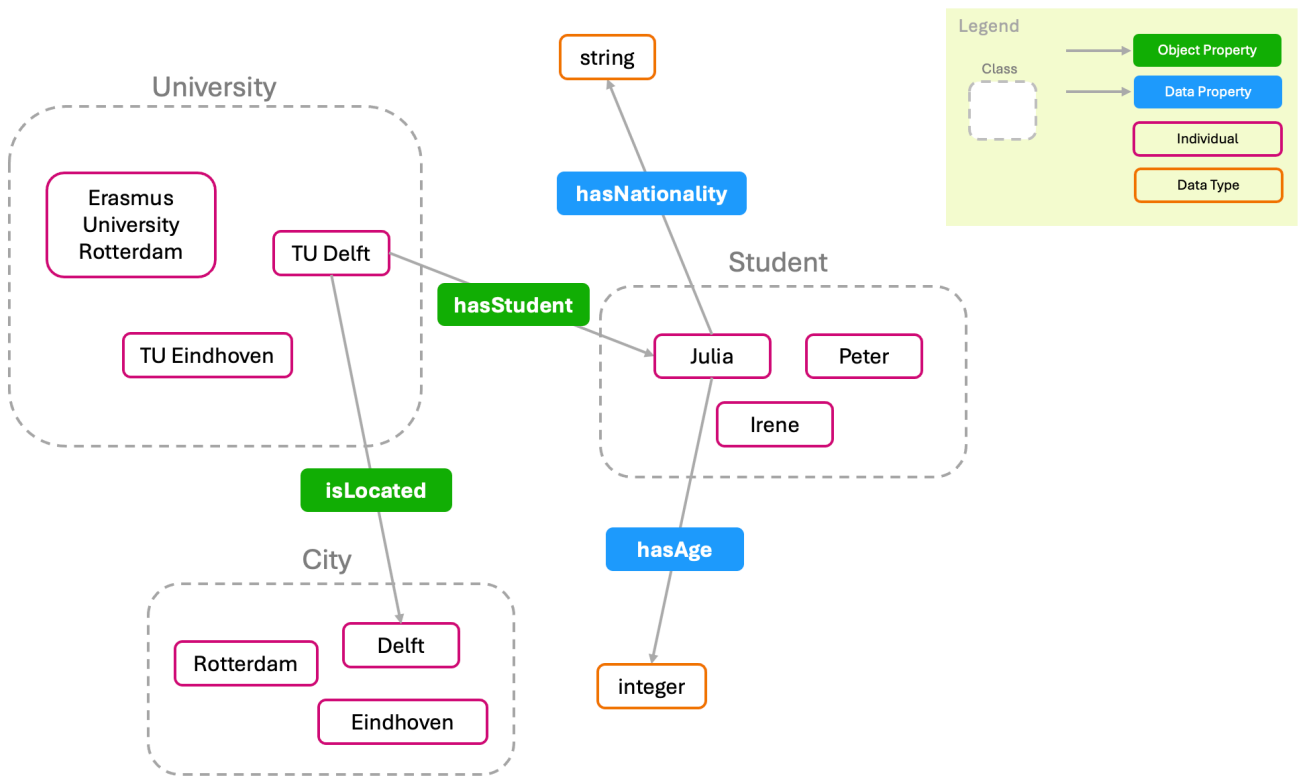 string
Legend
Object Property
Class
Data Property
Individual
Data Type
University
Erasmus
University
Rotterdam
TU Delft
TU Eindhoven
hasNationality
hasStudent
Student
Julia
Peter
Irene
isLocated
hasAge
City
Rotterdam
Delft
Eindhoven
integer